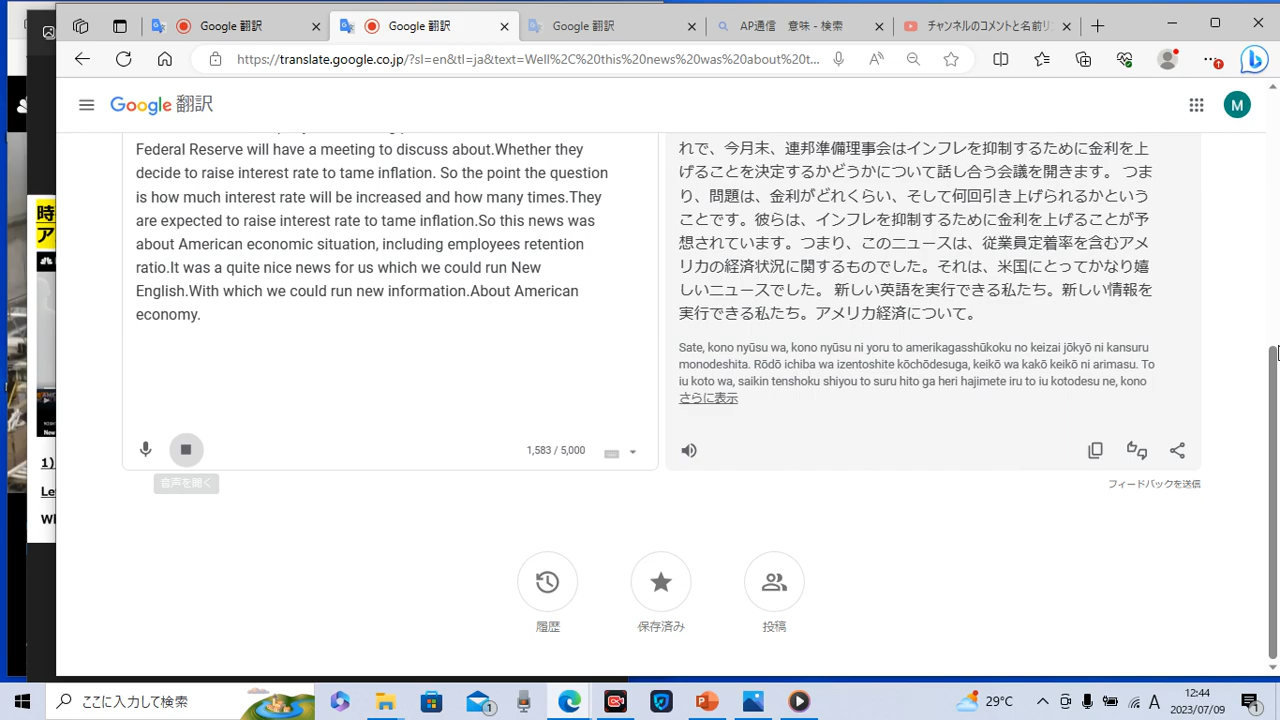 Google 翻訳
Google 翻訳
Google 翻訳
AP通信 意味 - 検索
チャンネルのコメントと名前リ
https://translate.google.co.jp/?sl=en&tl=ja&text=Well%2C%20this%20news%20was%20about%20t...
Google 翻訳
M
Federal Reserve will have a meeting to discuss about.Whether they
decide to raise interest rate to tame inflation. So the point the question
is how much interest rate will be increased and how many times.They
are expected to raise interest rate to tame inflation.So this news was
about American economic situation, including employees retention
ratio.It was a quite nice news for us which we could run New
English.With which we could run new information.About American
economy.
れで、今月末、連邦準備理事会はインフレを抑制するために金利を上
げることを決定するかどうかについて話し合う会議を開きます。 つま
り、問題は、金利がどれくらい、そして何回引き上げられるかという
ことです。彼らは、インフレを抑制するために金利を上げることが予
想されています。つまり、このニュースは、従業員定着率を含むアメ
リカの経済状況に関するものでした。それは、米国にとってかなり嬉
しいニュースでした。 新しい英語を実行できる私たち。新しい情報を
実行できる私たち。アメリカ経済について。
Sate, kono nyūsu wa, kono nyūsu ni yoru to amerikagasshūkoku no keizai jōkyō ni kansuru
monodeshita. Rōdō ichiba wa izentoshite kōchōdesuga, keikō wa kakō keikō ni arimasu. To
iu koto wa, saikin tenshoku shiyou to suru hito ga heri hajimete iru to iu kotodesu ne, kono
さらに表示
1,583 / 5,000
音声を聞く
フィードバックを送信
履歴
保存済み
投稿
時
ア
1)
Le
Wl
ここに入力して検索
1
29°C
A
12:44
2023/07/09
1